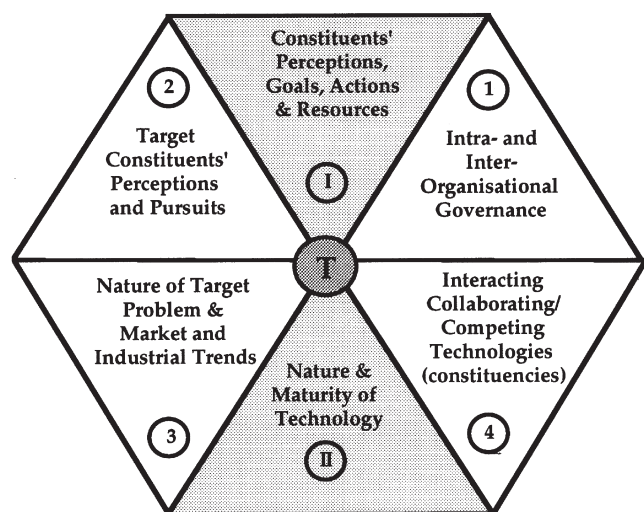 Constituents'
Perceptions,
Goals, Actions
& Resources
I
2
Target
Constituents'
Perceptions
and Pursuits
1
Intra- and
Inter-
Organisational
Governance
T
Nature of Target
Problem &
Market and
Industrial Trends
3
Nature &
Maturity of
Technology
II
Interacting
Collaborating/
Competing
Technologies
(constituencies)
4